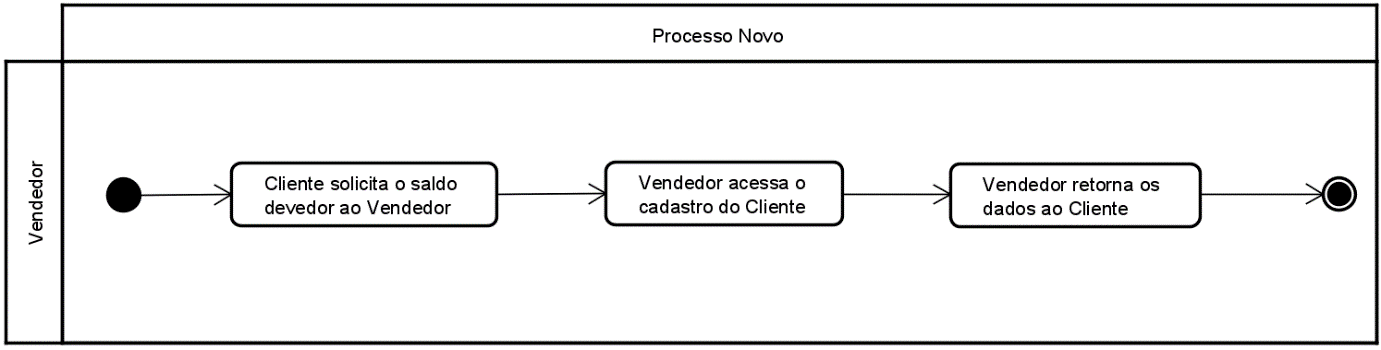 Processo Novo
Vendedor
Cliente solicita o saldo
devedor ao Vendedor
Vendedor acessa o
cadastro do Cliente
Vendedor retorna os
dados ao Cliente